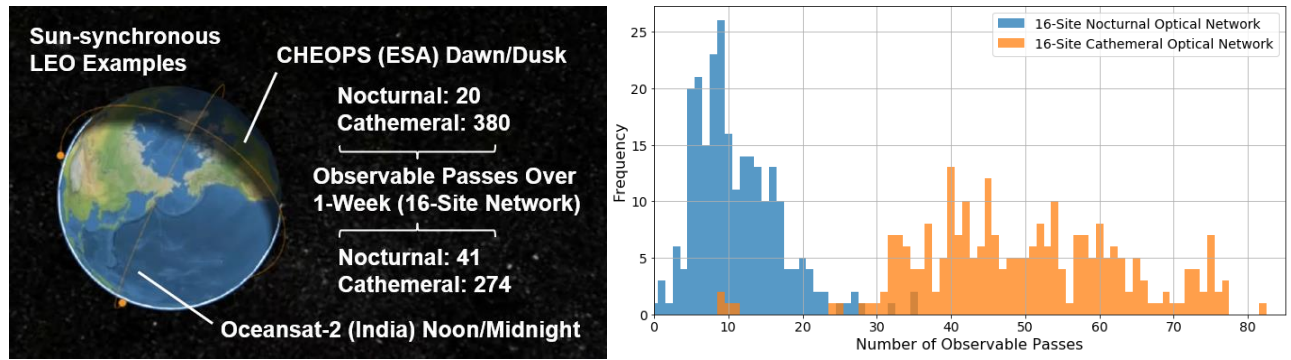 Sun-synchronous
LEO Examples
CHEOPS (ESA) Dawn/Dusk
Nocturnal: 20
Cathemeral: 380
Observable Passes Over
1-Week (16-Site Network)
Nocturnal: 41
Cathemeral: 274
Oceansat-2 (India) Noon/Midnight
16-Site Nocturnal Optical Network
16-Site Cathemeral Optical Network
Frequency
25
20
15
10
5
0
0 10 20 30 40 50 60 70 80
Number of Observable Passes